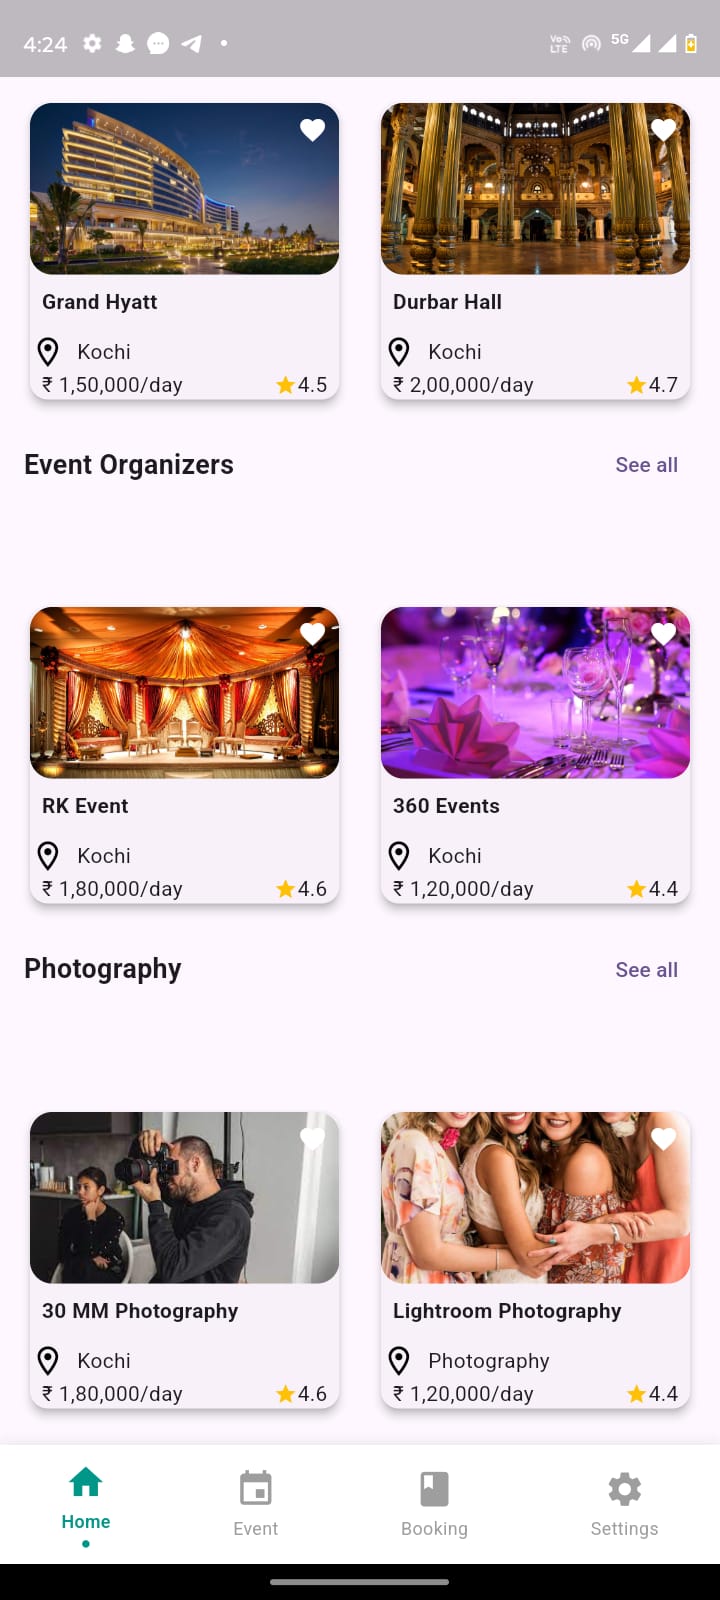 4:24
Vo LTE 5G
Grand Hyatt
Durbar Hall
Kochi
Kochi
₹ 1,50,000/day
4.5
₹ 2,00,000/day
4.7
Event Organizers
See all
RK Event
360 Events
Kochi
Kochi
₹ 1,80,000/day
4.6
₹ 1,20,000/day
4.4
Photography
See all
30 MM Photography
Lightroom Photography
Kochi
Photography
₹ 1,80,000/day
4.6
₹ 1,20,000/day
4.4
Home
Event
Booking
Settings